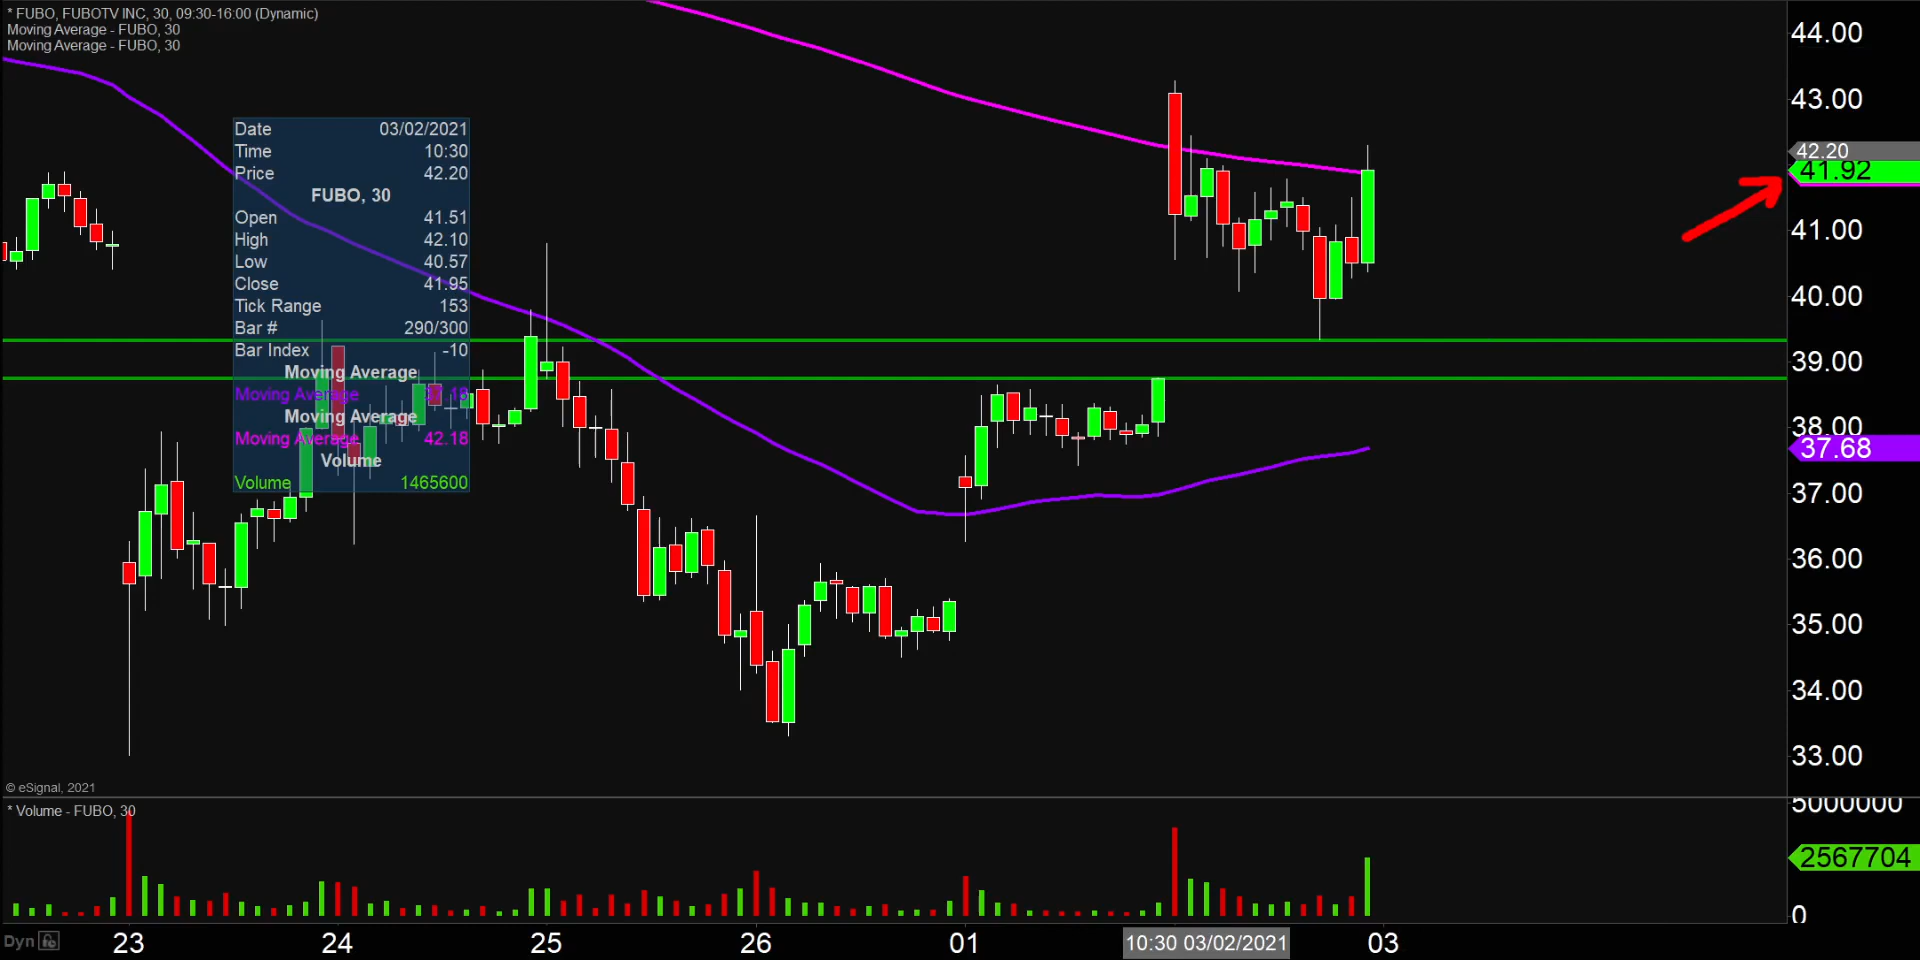 * FUBO, FUBOTV INC, 30, 09:30-16:00 (Dynamic)
Moving Average - FUBO, 30
Moving Average - FUBO, 30
Date 03/02/2021
Time 10:30
Price 42.20
FUBO, 30
Open 41.51
High 42.10
Low 40.57
Close 41.95
Tick Range 153
Bar # 290/300
Bar Index -10
Moving Average
Moving Average 37.18
Moving Average
Moving Average 42.18
Volume
Volume 1465600
44.00
43.00
42.20
41.92
41.00
40.00
39.00
38.00
37.68
37.00
36.00
35.00
34.00
33.00
© eSignal, 2021
* Volume - FUBO, 30
5000000
2567704
0
Dyn
23 24 25 26 01 10:30 03/02/2021 03